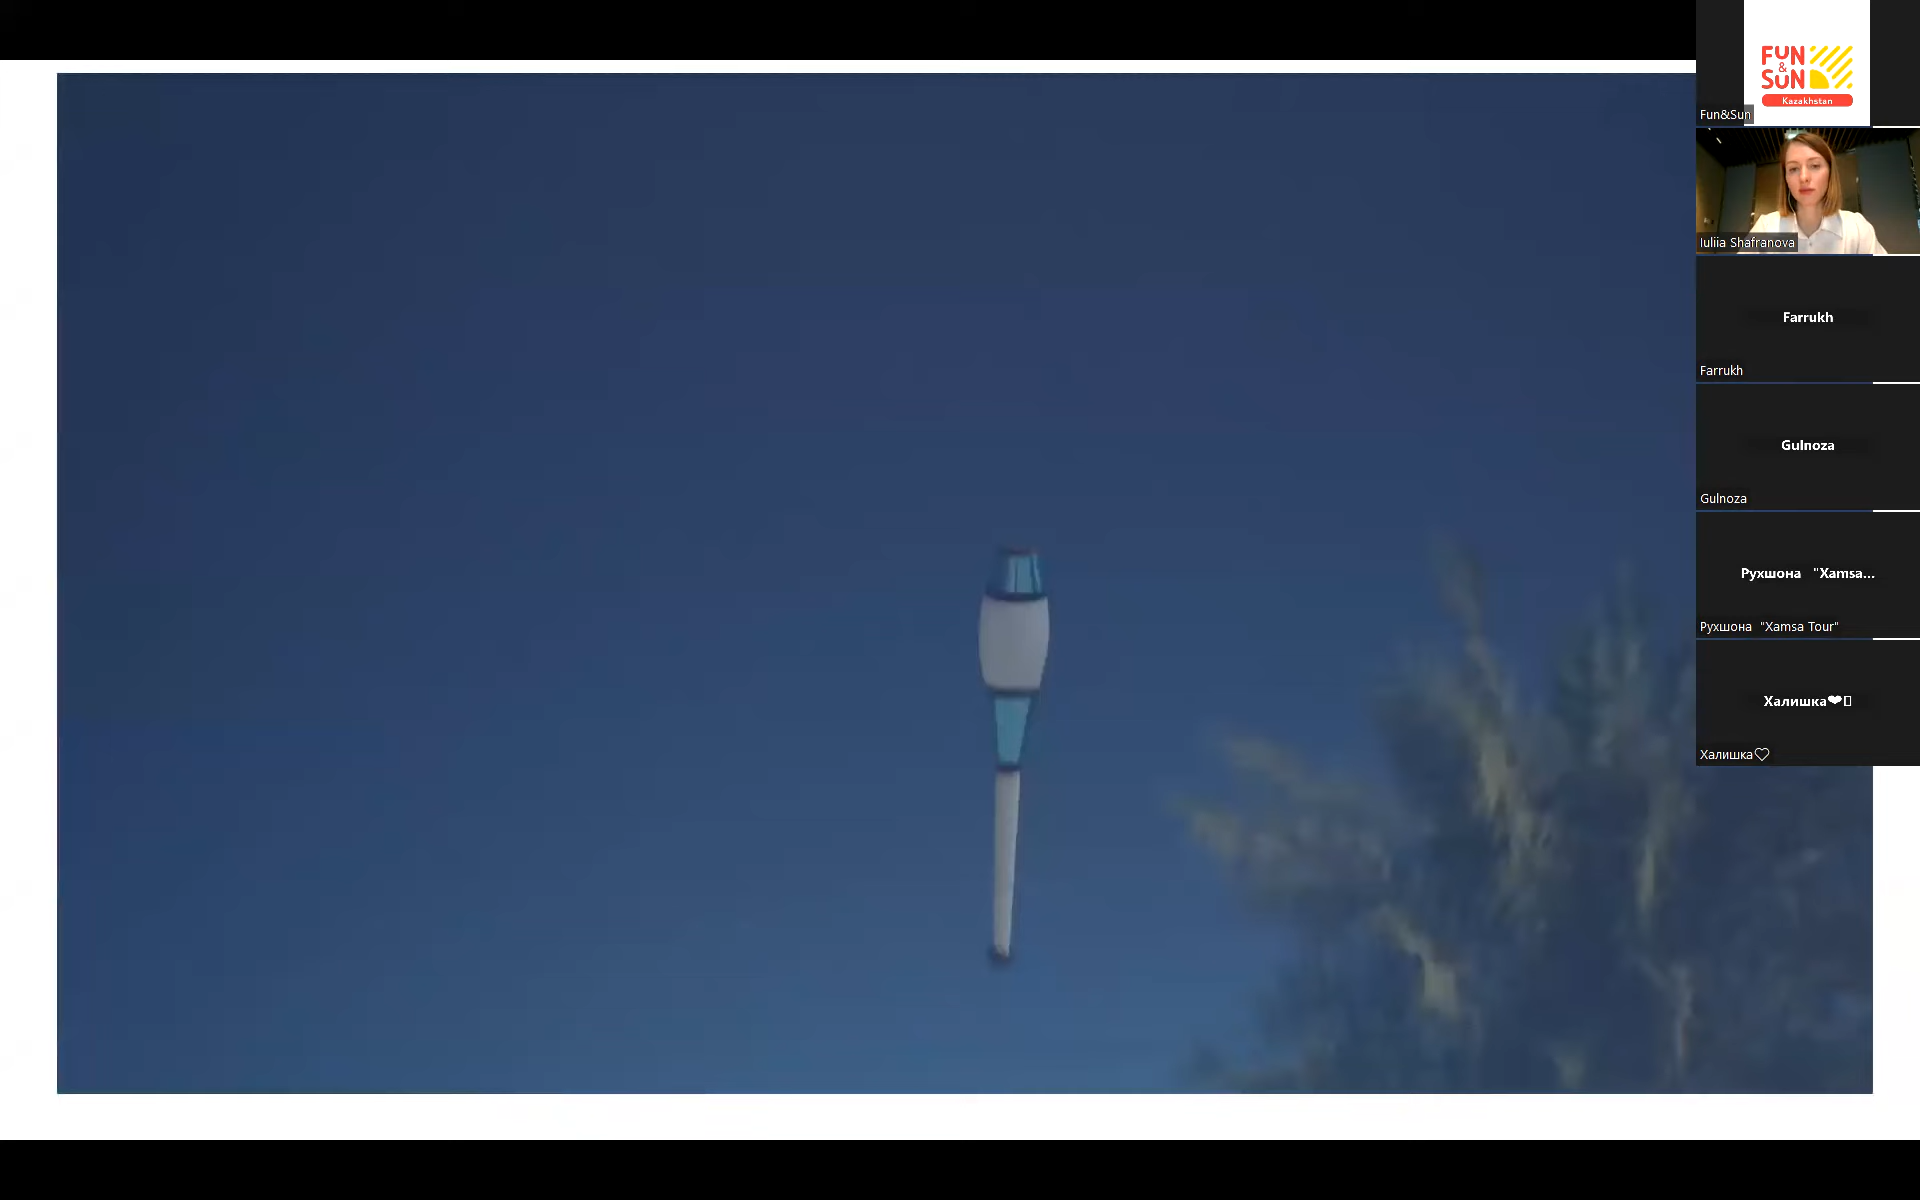 FUN
&
SUN
Kazakhstan
Fun&Sun
Iuliia Shafranova
Farrukh
Farrukh
Gulnoza
Gulnoza
Рухшона "Xamsa...
Рухшона "Xamsa Tour"
Халишка❤▯
Халишка♡